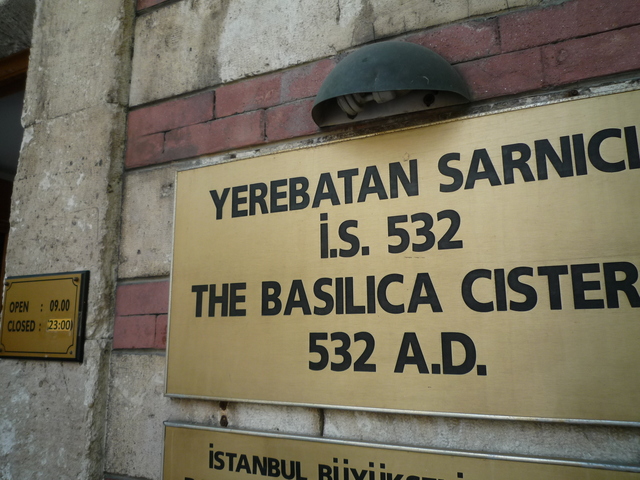 YEREBATAN SARNICI
İ.S. 532
THE BASILICA CISTER
532 A.D.
OPEN : 09.00
CLOSED : 23:00
İSTANBUL